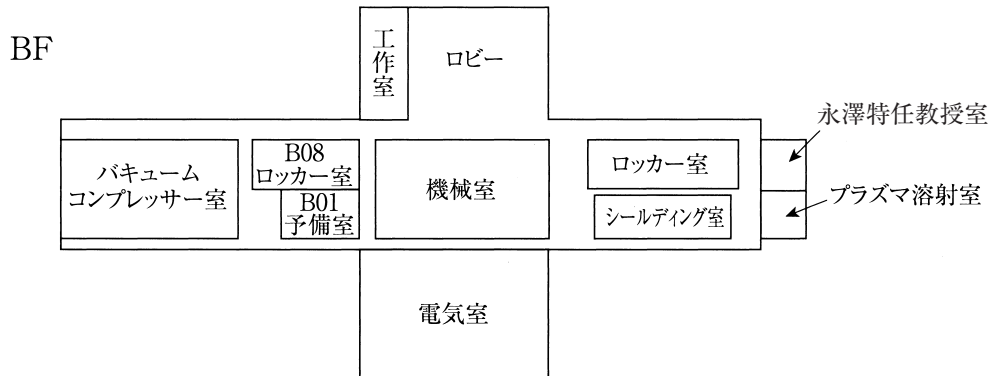 BF
工作室
ロビー
永澤特任教授室
バキューム
コンプレッサー室
B08
ロッカー室
B01
予備室
機械室
ロッカー室
シールディング室
プラズマ溶射室
電気室